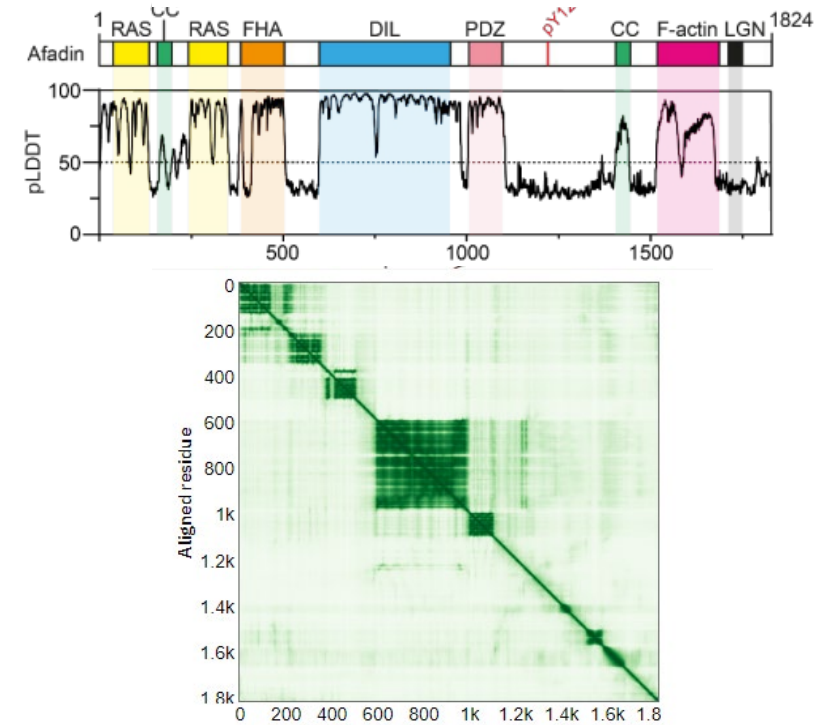 1 RAS CC RAS FHA DIL PDZ pY12 CC F-actin LGN 1824
Afadin
100
50
0
pLDDT
500 1000 1500
0
200
400
600
800
1k
1.2k
1.4k
1.6k
1.8k
Aligned residue
0 200 400 600 800 1k 1.2k 1.4k 1.6k 1.8